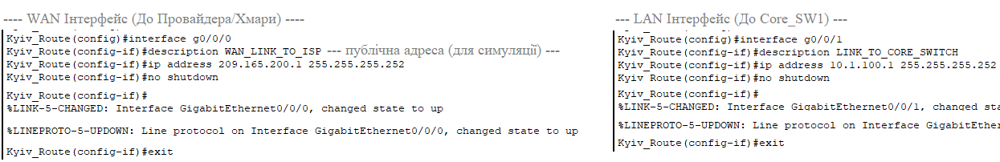 ---- WAN Інтерфейс (До Провайдера/Хмари) ----
Kyiv_Route(config)#interface g0/0/0
Kyiv_Route(config-if)#description WAN_LINK_TO_ISP --- публічна адреса (для симуляції) ---
Kyiv_Route(config-if)#ip address 209.165.200.1 255.255.255.252
Kyiv_Route(config-if)#no shutdown
Kyiv_Route(config-if)#
%LINK-5-CHANGED: Interface GigabitEthernet0/0/0, changed state to up
%LINEPROTO-5-UPDOWN: Line protocol on Interface GigabitEthernet0/0/0, changed state to up
Kyiv_Route(config-if)#exit
--- LAN Інтерфейс (До Core_SW1) ---
Kyiv_Route(config)#interface g0/0/1
Kyiv_Route(config-if)#description LINK_TO_CORE_SWITCH
Kyiv_Route(config-if)#ip address 10.1.100.1 255.255.255.252
Kyiv_Route(config-if)#no shutdown
Kyiv_Route(config-if)#
%LINK-5-CHANGED: Interface GigabitEthernet0/0/1, changed sta
%LINEPROTO-5-UPDOWN: Line protocol on Interface GigabitEther
Kyiv_Route(config-if)#exit